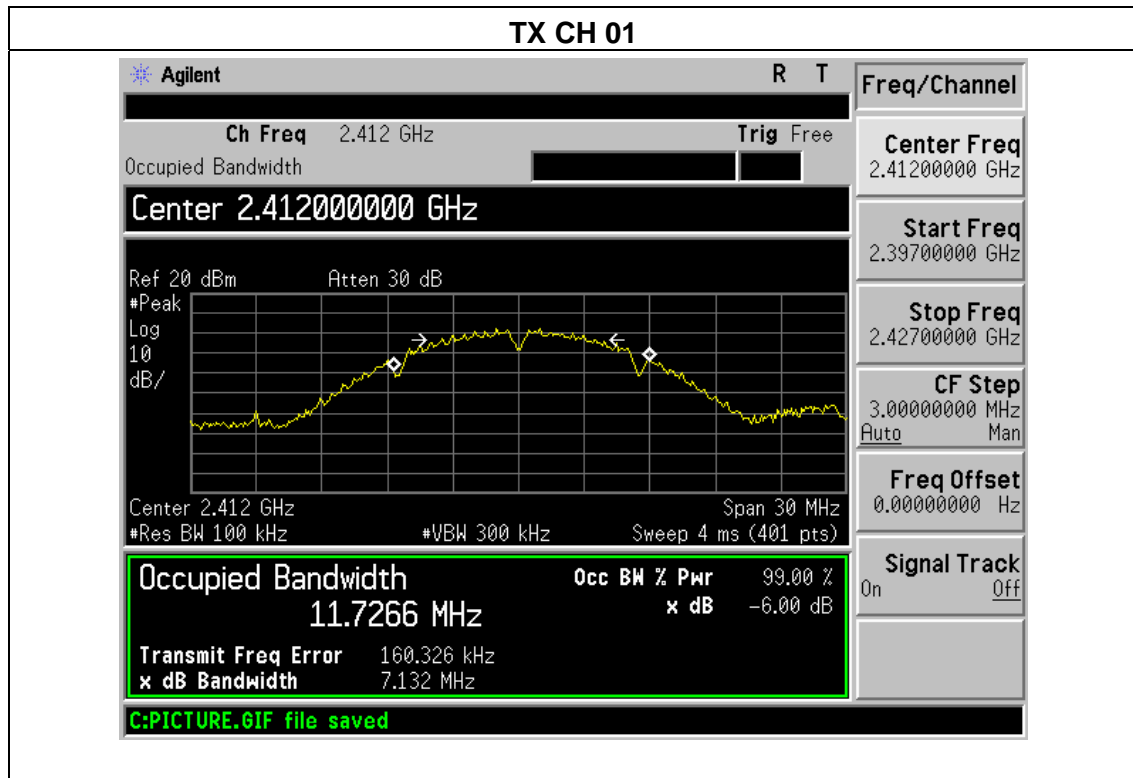 TX CH 01
Agilent
R T
Ch Freq 2.412 GHz
Trig Free
Occupied Bandwidth
Center 2.412000000 GHz
Ref 20 dBm
Atten 30 dB
#Peak
Log
10
dB/
Center 2.412 GHz
Span 30 MHz
#Res BW 100 kHz
#VBW 300 kHz
Sweep 4 ms (401 pts)
Occupied Bandwidth
11.7266 MHz
Occ BW % Pwr 99.00 %
x dB -6.00 dB
Transmit Freq Error 160.326 kHz
x dB Bandwidth 7.132 MHz
C:PICTURE.GIF file saved
Freq/Channel
Center Freq
2.41200000 GHz
Start Freq
2.39700000 GHz
Stop Freq
2.42700000 GHz
CF Step
3.00000000 MHz
Auto Man
Freq Offset
0.00000000 Hz
Signal Track
On Off